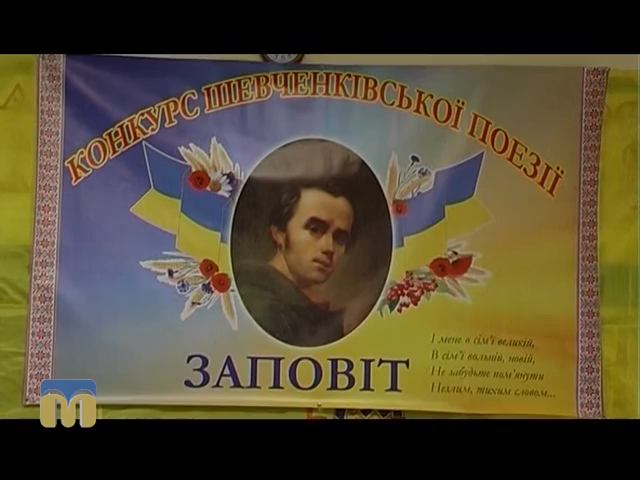 КОНКУРС ШЕВЧЕНКІВСЬКОЇ ПОЕЗІЇ
ЗАПОВІТ
І мене в сім'ї великій,
В сім'ї вольній, новій,
Не забудьте пом'янути
Незлим, тихим словом...
М